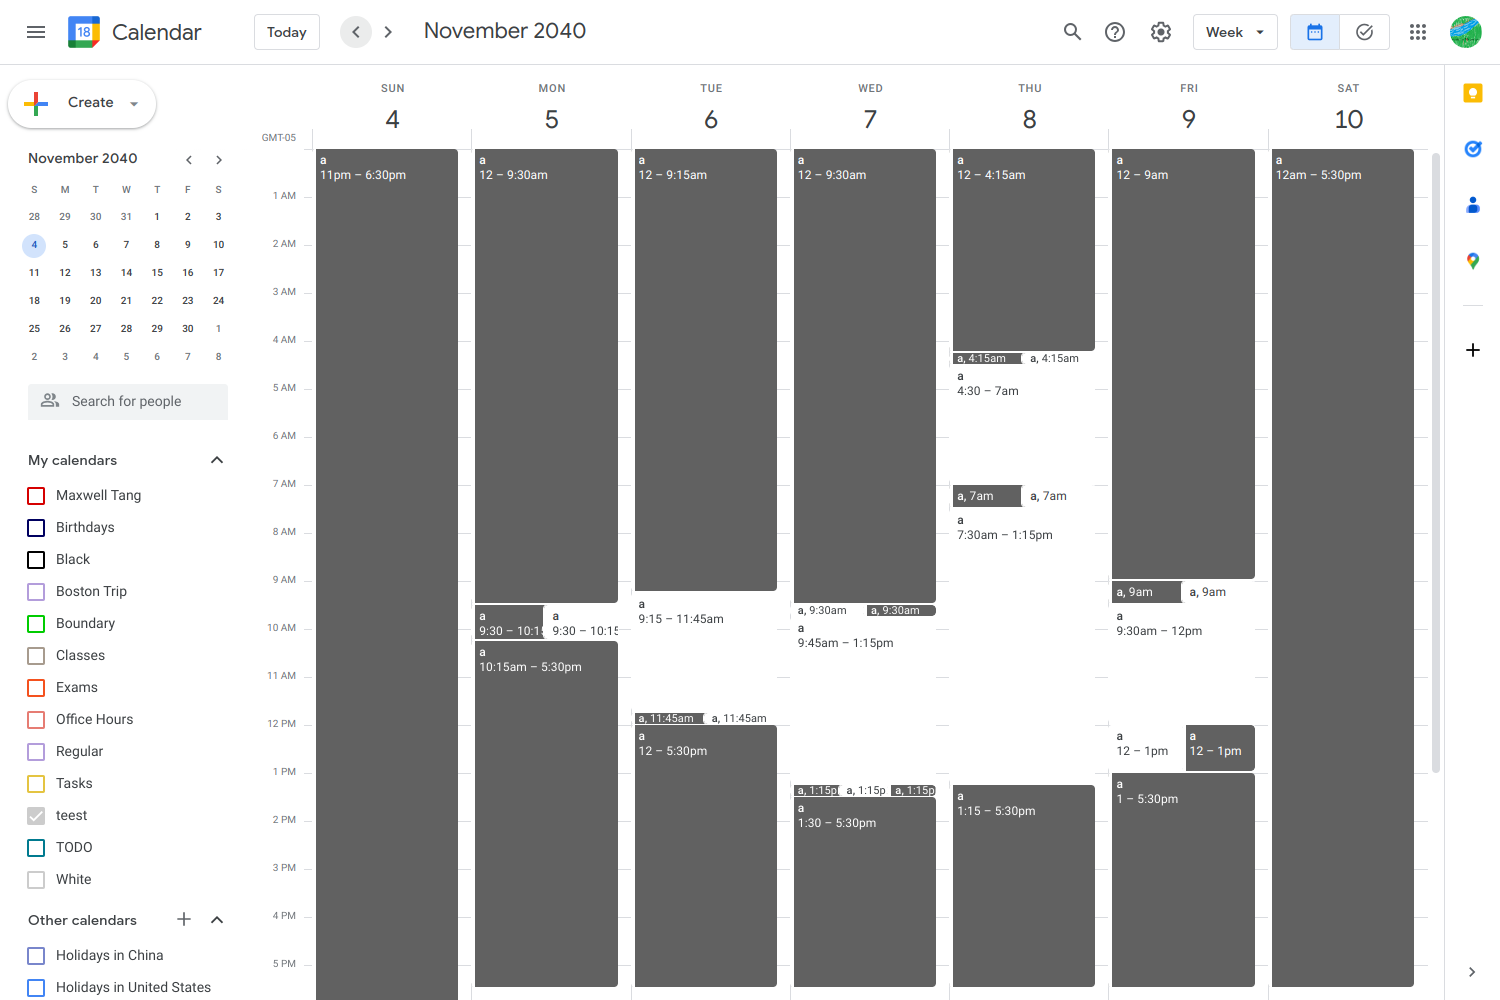 18 Calendar Today November 2040 Week
Create
November 2040
S M T W T F S
28 29 30 31 1 2 3
4 5 6 7 8 9 10
11 12 13 14 15 16 17
18 19 20 21 22 23 24
25 26 27 28 29 30 1
2 3 4 5 6 7 8
Search for people
My calendars
Maxwell Tang
Birthdays
Black
Boston Trip
Boundary
Classes
Exams
Office Hours
Regular
Tasks
teest
TODO
White
Other calendars
Holidays in China
Holidays in United States
GMT-05
1 AM
2 AM
3 AM
4 AM
5 AM
6 AM
7 AM
8 AM
9 AM
10 AM
11 AM
12 PM
1 PM
2 PM
3 PM
4 PM
5 PM
SUN
4
a
11pm – 6:30pm
MON
5
a
12 – 9:30am
a
9:30 – 10:15
a
9:30 – 10:15
a
10:15am – 5:30pm
TUE
6
a
12 – 9:15am
a
9:15 – 11:45am
a, 11:45am
a, 11:45am
a
12 – 5:30pm
WED
7
a
12 – 9:30am
a, 9:30am
a, 9:30am
a
9:45am – 1:15pm
a, 1:15p
a, 1:15p
a, 1:15p
a
1:30 – 5:30pm
THU
8
a
12 – 4:15am
a, 4:15am
a, 4:15am
a
4:30 – 7am
a, 7am
a, 7am
a
7:30am – 1:15pm
a
1:15 – 5:30pm
FRI
9
a
12 – 9am
a, 9am
a, 9am
a
9:30am – 12pm
a
12 – 1pm
a
12 – 1pm
a
1 – 5:30pm
SAT
10
a
12am – 5:30pm